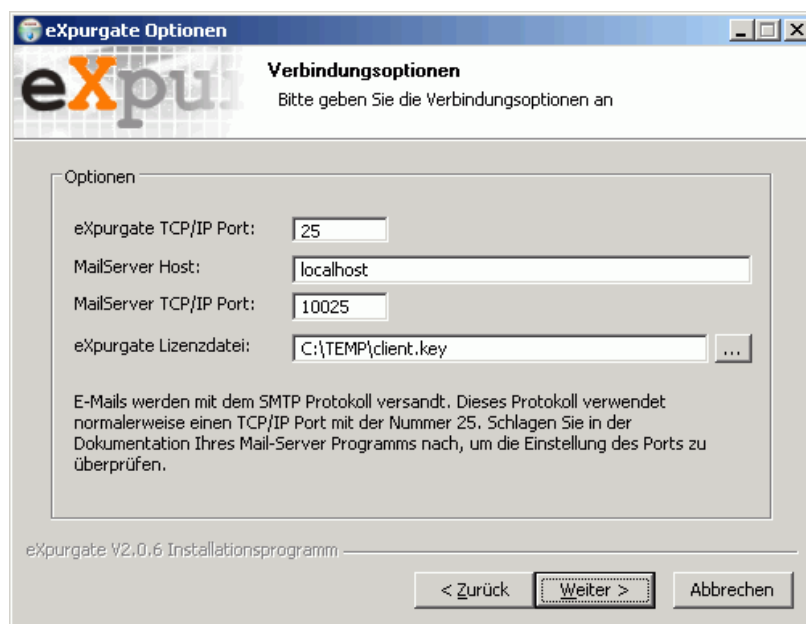 eXpurgate Optionen
eXpur
Verbindungsoptionen
Bitte geben Sie die Verbindungsoptionen an
Optionen
eXpurgate TCP/IP Port: 25
MailServer Host: localhost
MailServer TCP/IP Port: 10025
eXpurgate Lizenzdatei: C:\TEMP\client.key ...
E-Mails werden mit dem SMTP Protokoll versandt. Dieses Protokoll verwendet
normalerweise einen TCP/IP Port mit der Nummer 25. Schlagen Sie in der
Dokumentation Ihres Mail-Server Programms nach, um die Einstellung des Ports zu
überprüfen.
eXpurgate V2.0.6 Installationsprogramm
< Zurück Weiter > Abbrechen